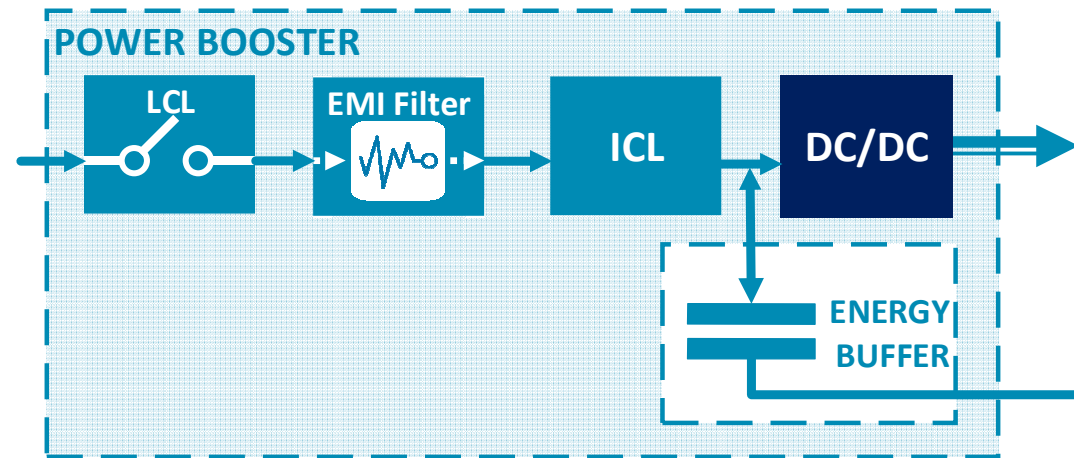 POWER BOOSTER
LCL
EMI Filter
ICL
DC/DC
ENERGY
BUFFER